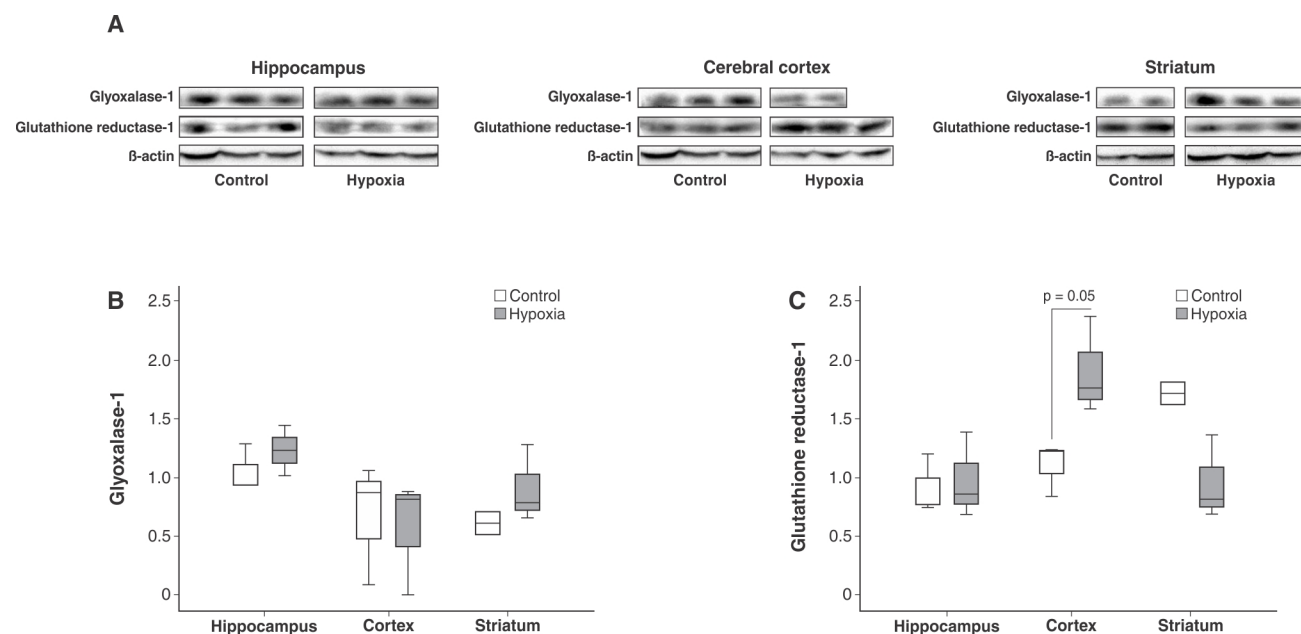 A
Hippocampus
Glyoxalase-1
Glutathione reductase-1
ß-actin
Control Hypoxia
Cerebral cortex
Glyoxalase-1
Glutathione reductase-1
ß-actin
Control Hypoxia
Striatum
Glyoxalase-1
Glutathione reductase-1
ß-actin
Control Hypoxia
B
Glyoxalase-1
2.5
2.0
1.5
1.0
0.5
0
Control
Hypoxia
Hippocampus Cortex Striatum
C
Glutathione reductase-1
2.5
2.0
1.5
1.0
0.5
0
p = 0.05
Control
Hypoxia
Hippocampus Cortex Striatum